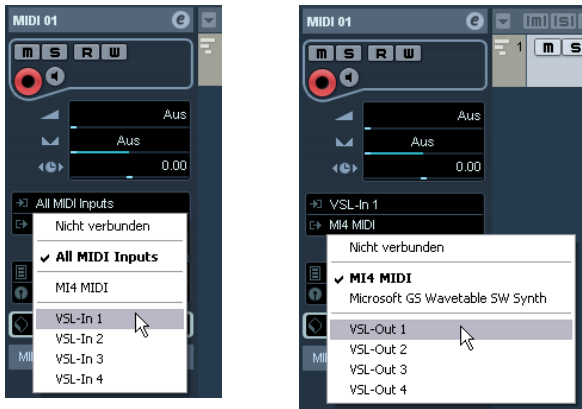 MIDI 01 e
m S R W
Aus
Aus
0.00
All MIDI Inputs
Nicht verbunden
✓ All MIDI Inputs
MI4 MIDI
VSL-In 1
VSL-In 2
VSL-In 3
VSL-In 4
MI
MIDI 01 e
m S R W
1 m S
Aus
Aus
0.00
VSL-In 1
MI4 MIDI
Nicht verbunden
✓ MI4 MIDI
Microsoft GS Wavetable SW Synth
VSL-Out 1
VSL-Out 2
VSL-Out 3
VSL-Out 4
MI